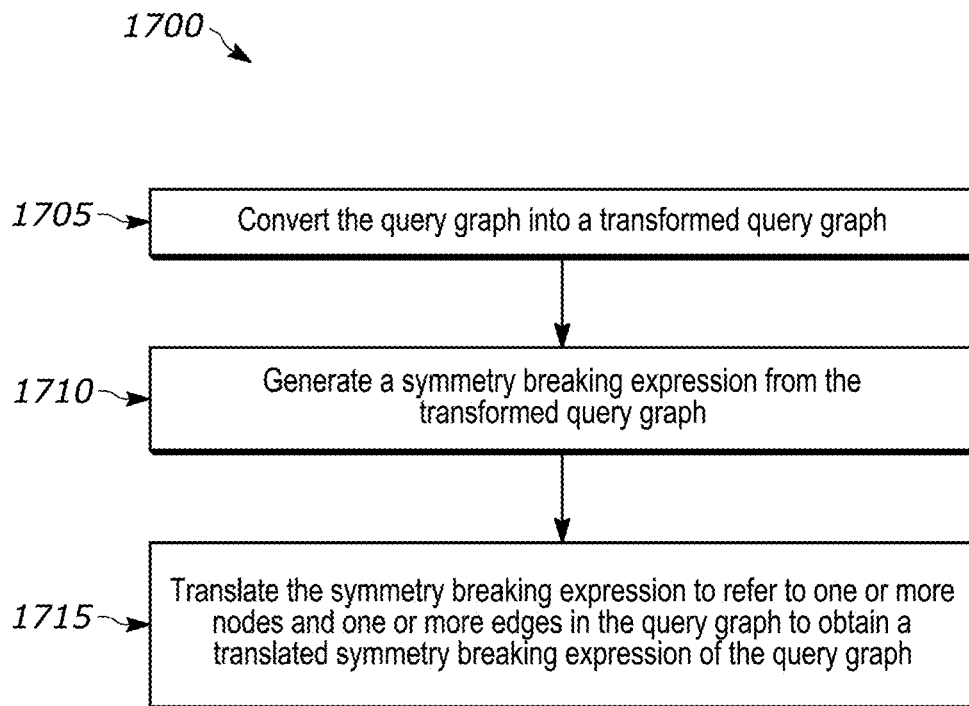 1700
1705
Convert the query graph into a transformed query graph
1710
Generate a symmetry breaking expression from the
transformed query graph
1715
Translate the symmetry breaking expression to refer to one or more
nodes and one or more edges in the query graph to obtain a
translated symmetry breaking expression of the query graph